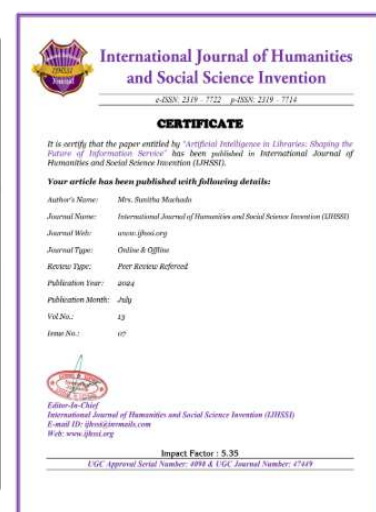 IJHSSI
Journal
International Journal of Humanities
and Social Science Invention
e-ISSN: 2319 - 7722 p-ISSN: 2319 - 7714
CERTIFICATE
It is certify that the paper entitled by "Artificial Intelligence in Libraries: Shaping the
Future of Information Service" has been published in International Journal of
Humanities and Social Science Invention (IJHSSI).
Your article has been published with following details:
Author's Name: Mrs. Sunitha Machado
Journal Name: International Journal of Humanities and Social Science Invention (IJHSSI)
Journal Web: www.ijhssi.org
Journal Type: Online & Offline
Review Type: Peer Review Refereed
Publication Year: 2024
Publication Month: July
Vol No.: 13
Issue No.: 07
Editor-In-Chief
International Journal of Humanities and Social Science Invention (IJHSSI)
E-mail ID: ijhssi@invmails.com
Web: www.ijhssi.org
Impact Factor : 5.35
UGC Approval Serial Number: 4098 & UGC Journal Number: 47449